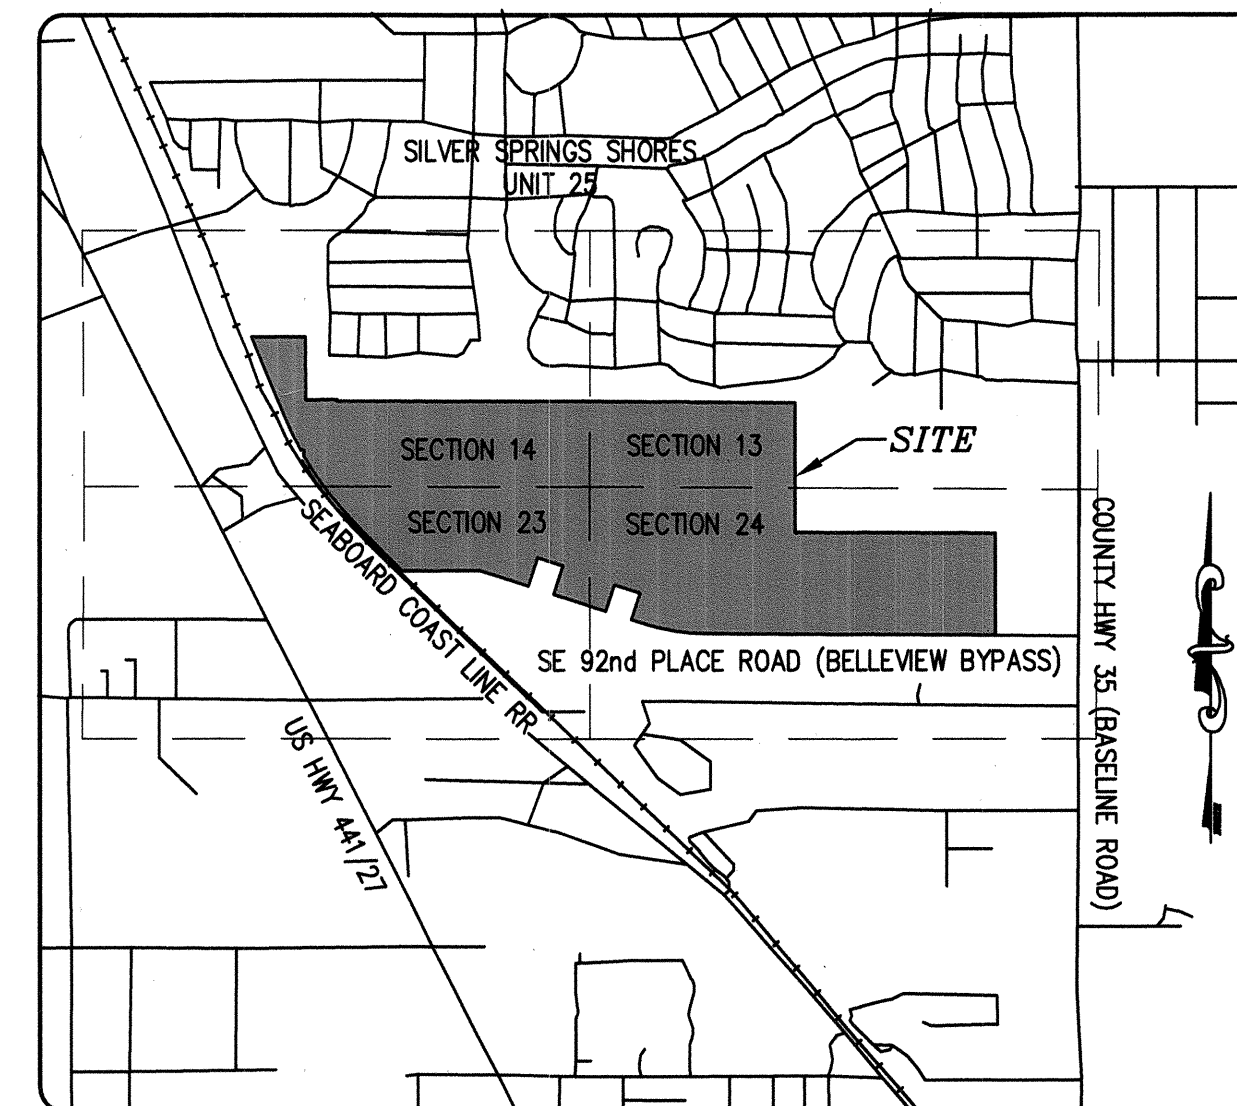 SILVER SPRINGS SHORES
UNIT 25
SITE
SECTION 14
SECTION 13
SECTION 23
SECTION 24
SEABOARD COAST LINE RR
SE 92nd PLACE ROAD (BELLEVIEW BYPASS)
COUNTY HWY 35 (BASELINE ROAD)
US HWY 441/27